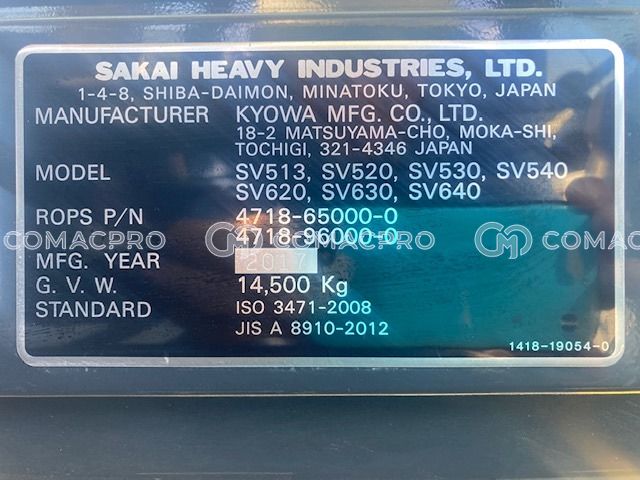 SAKAI HEAVY INDUSTRIES, LTD.
1-4-8, SHIBA-DAIMON, MINATOKU, TOKYO, JAPAN
MANUFACTURER KYOWA MFG. CO., LTD.
18-2 MATSUYAMA-CHO, MOKA-SHI,
TOCHIGI, 321-4346 JAPAN
MODEL SV513, SV520, SV530, SV540
SV620, SV630, SV640
ROPS P/N 4718-65000-0
4718-96000-0
COMACPRO COMACPRO COMACPRO
MFG. YEAR 2017
G. V. W. 14,500 Kg
STANDARD ISO 3471-2008
JIS A 8910-2012
1418-19054-0